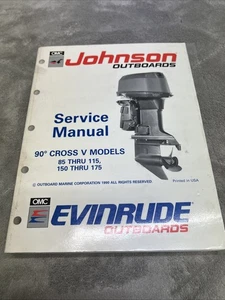 OMC
Johnson
OUTBOARDS
Service
Manual
90° CROSS V MODELS
85 THRU 115,
150 THRU 175
© OUTBOARD MARINE CORPORATION 1990 ALL RIGHTS RESERVED.
Printed in USA
OMC
EVINRUDE
OUTBOARDS